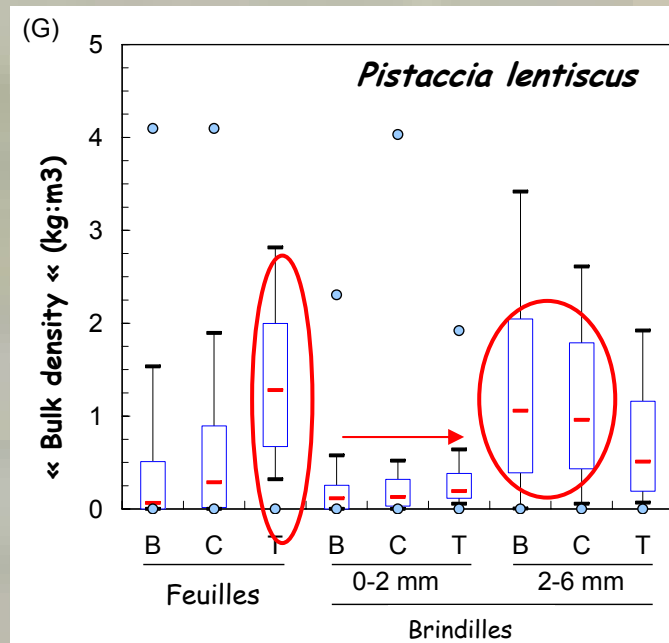 (G)
Pistaccia lentiscus
« Bulk density « (kg:m3)
5
4
3
2
1
0
B C T B C T B C T
Feuilles 0-2 mm 2-6 mm
Brindilles